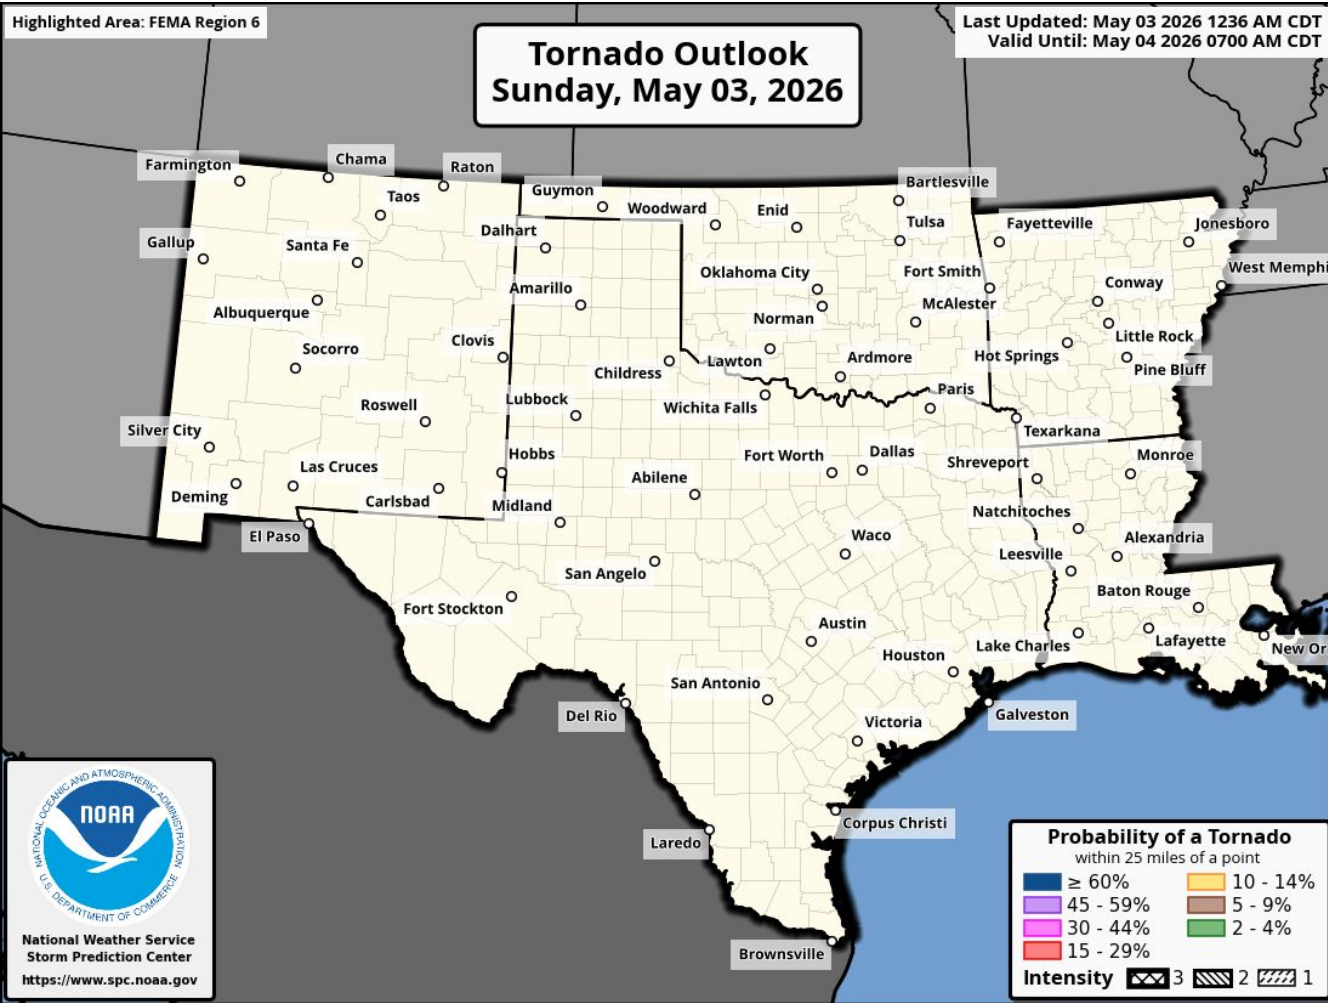 Highlighted Area: FEMA Region 6
Tornado Outlook
Sunday, May 03, 2026
Last Updated: May 03 2026 1236 AM CDT
Valid Until: May 04 2026 0700 AM CDT
Farmington
Chama
Raton
Taos
Guymon
Woodward
Enid
Bartlesville
Tulsa
Fayetteville
Jonesboro
Gallup
Santa Fe
Dalhart
Oklahoma City
Fort Smith
West Memphi
Albuquerque
Amarillo
Norman
McAlester
Conway
Little Rock
Socorro
Clovis
Childress
Lawton
Ardmore
Hot Springs
Pine Bluff
Roswell
Lubbock
Wichita Falls
Paris
Texarkana
Silver City
Las Cruces
Hobbs
Abilene
Fort Worth
Dallas
Shreveport
Monroe
Deming
Carlsbad
Midland
Natchitoches
El Paso
San Angelo
Waco
Leesville
Alexandria
Fort Stockton
Baton Rouge
Austin
Houston
Lake Charles
Lafayette
New Or
San Antonio
Del Rio
Victoria
Galveston
Laredo
Corpus Christi
Brownsville
NATIONAL OCEANIC AND ATMOSPHERIC ADMINISTRATION
NOAA
U.S. DEPARTMENT OF COMMERCE
National Weather Service
Storm Prediction Center
https://www.spc.noaa.gov
Probability of a Tornado
within 25 miles of a point
≥ 60%
10 - 14%
45 - 59%
5 - 9%
30 - 44%
2 - 4%
15 - 29%
Intensity 3 2 1